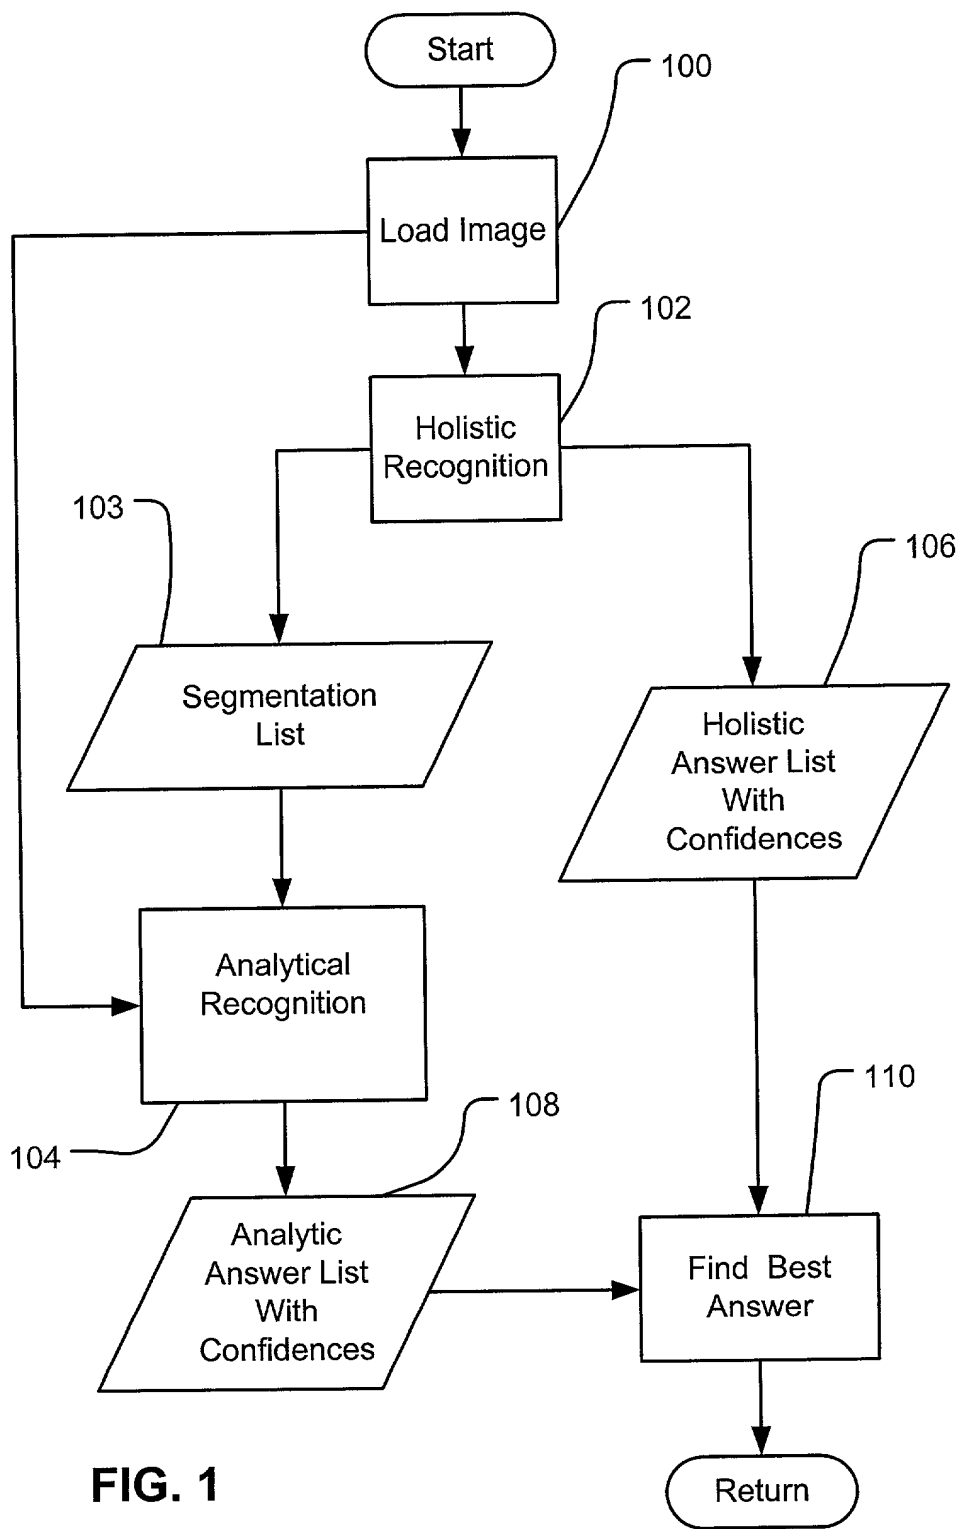 Start
100
Load Image
102
Holistic
Recognition
103
106
Segmentation
List
Holistic
Answer List
With
Confidences
Analytical
Recognition
110
108
104
Analytic
Answer List
With
Confidences
Find Best
Answer
FIG. 1
Return